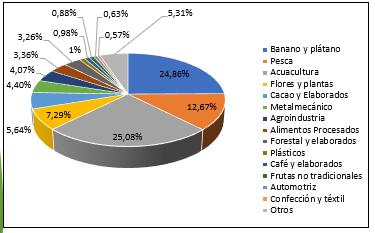 0,88%
0,63%
5,31%
0,98%
0,57%
3,26%
1%
3,36%
4,07%
4,40%
5,64%
7,29%
25,08%
12,67%
24,86%
Banano y plátano
Pesca
Acuacultura
Flores y plantas
Cacao y Elaborados
Metalmecánico
Agroindustria
Alimentos Procesados
Forestal y elaborados
Plásticos
Café y elaborados
Frutas no tradicionales
Automotriz
Confección y téxtil
Otros